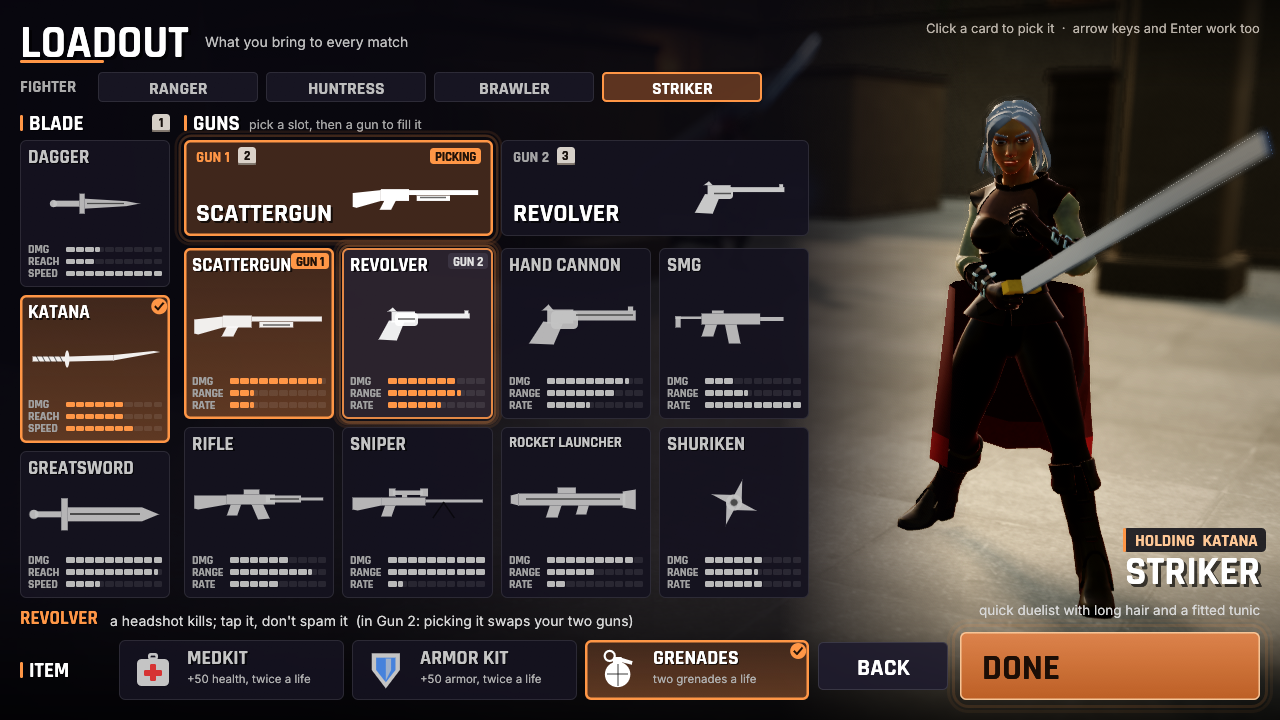 LOADOUT What you bring to every match
Click a card to pick it · arrow keys and Enter work too
FIGHTER RANGER HUNTRESS BRAWLER STRIKER
BLADE 1
GUNS pick a slot, then a gun to fill it
DAGGER
DMG
REACH
SPEED
KATANA
DMG
REACH
SPEED
GREATSWORD
DMG
REACH
SPEED
GUN 1 2 PICKING
SCATTERGUN
GUN 2 3
REVOLVER
SCATTERGUN GUN 1
DMG
RANGE
RATE
REVOLVER GUN 2
DMG
RANGE
RATE
HAND CANNON
DMG
RANGE
RATE
SMG
DMG
RANGE
RATE
RIFLE
DMG
RANGE
RATE
SNIPER
DMG
RANGE
RATE
ROCKET LAUNCHER
DMG
RANGE
RATE
SHURIKEN
DMG
RANGE
RATE
HOLDING KATANA
STRIKER
quick duelist with long hair and a fitted tunic
REVOLVER a headshot kills; tap it, don't spam it (in Gun 2: picking it swaps your two guns)
ITEM
MEDKIT
+50 health, twice a life
ARMOR KIT
+50 armor, twice a life
GRENADES
two grenades a life
BACK
DONE